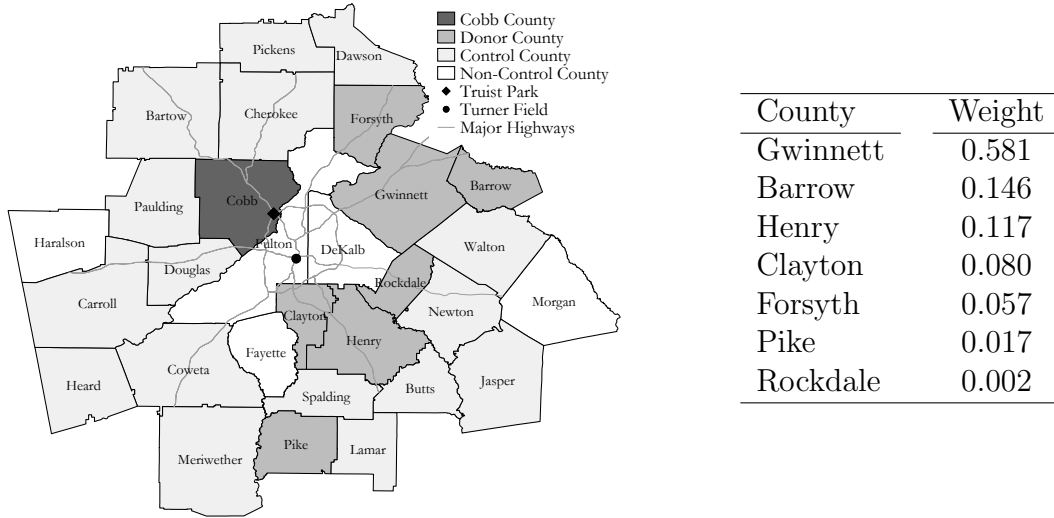 Cobb County
Donor County
Control County
Non-Control County
Truist Park
Turner Field
Major Highways
Pickens
Dawson
Bartow
Cherokee
Forsyth
Cobb
Paulding
Gwinnett
Barrow
Haralson
Fulton
DeKalb
Walton
Douglas
Rockdale
Carroll
Newton
Morgan
Clayton
Henry
Fayette
Heard
Coweta
Spalding
Butts
Jasper
Meriwether
Pike
Lamar
County Weight
Gwinnett 0.581
Barrow 0.146
Henry 0.117
Clayton 0.080
Forsyth 0.057
Pike 0.017
Rockdale 0.002